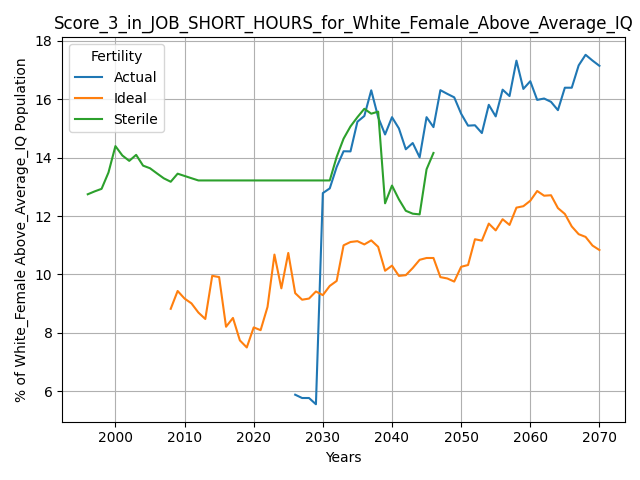 Score_3_in_JOB_SHORT_HOURS_for_White_Female_Above_Average_IQ
Fertility
Actual
Ideal
Sterile
% of White_Female Above_Average_IQ Population
18
16
14
12
10
8
6
2000 2010 2020 2030 2040 2050 2060 2070
Years